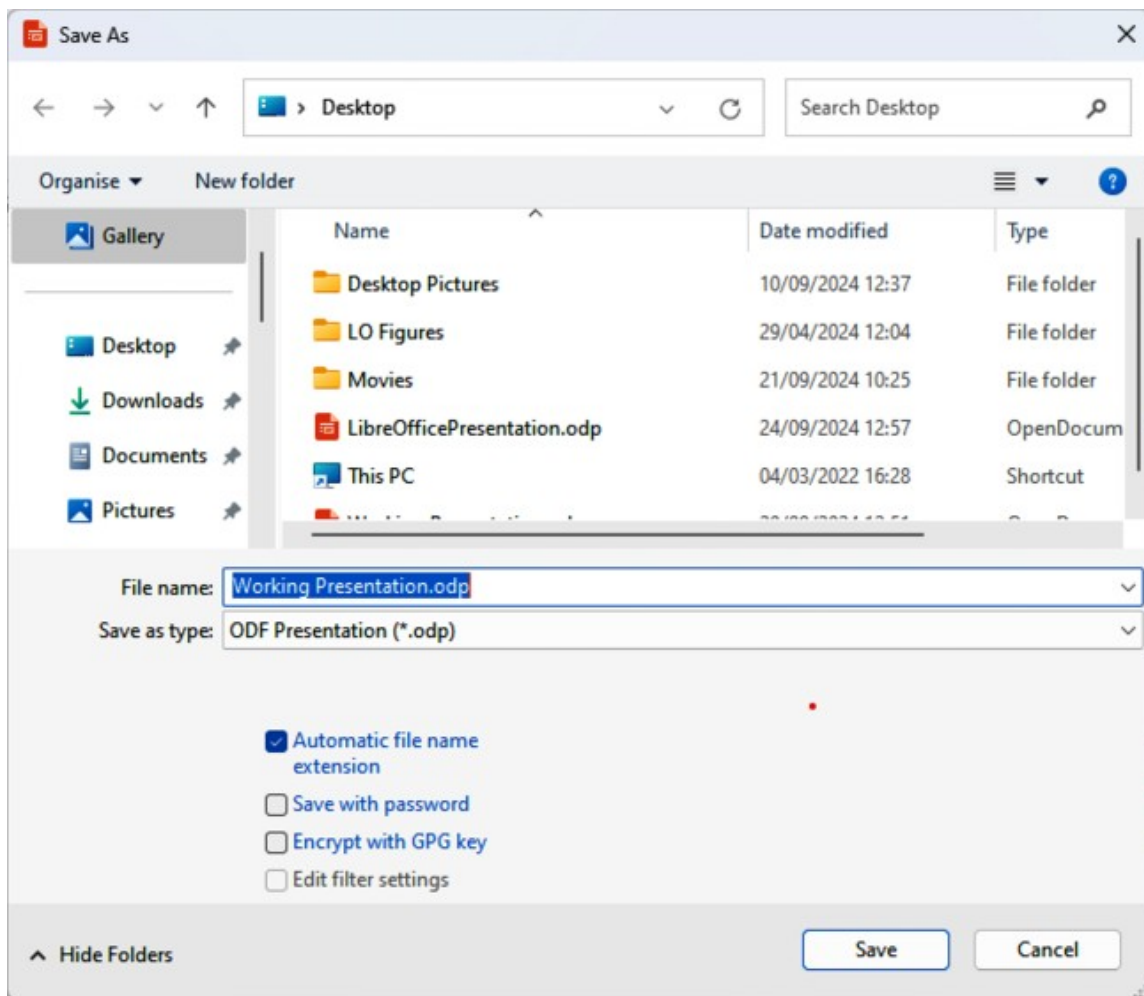 Save As
Desktop
Search Desktop
Organise
New folder
Gallery
Desktop
Downloads
Documents
Pictures
Name Date modified Type
Desktop Pictures 10/09/2024 12:37 File folder
LO Figures 29/04/2024 12:04 File folder
Movies 21/09/2024 10:25 File folder
LibreOfficePresentation.odp 24/09/2024 12:57 OpenDocum
This PC 04/03/2022 16:28 Shortcut
File name: Working Presentation.odp
Save as type: ODF Presentation (*.odp)
Automatic file name
extension
Save with password
Encrypt with GPG key
Edit filter settings
Hide Folders
Save
Cancel